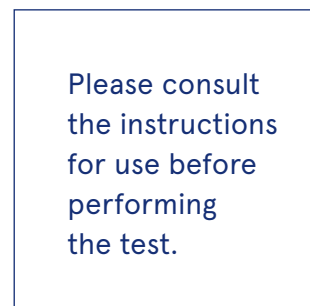 Please consult
the instructions
for use before
performing
the test.